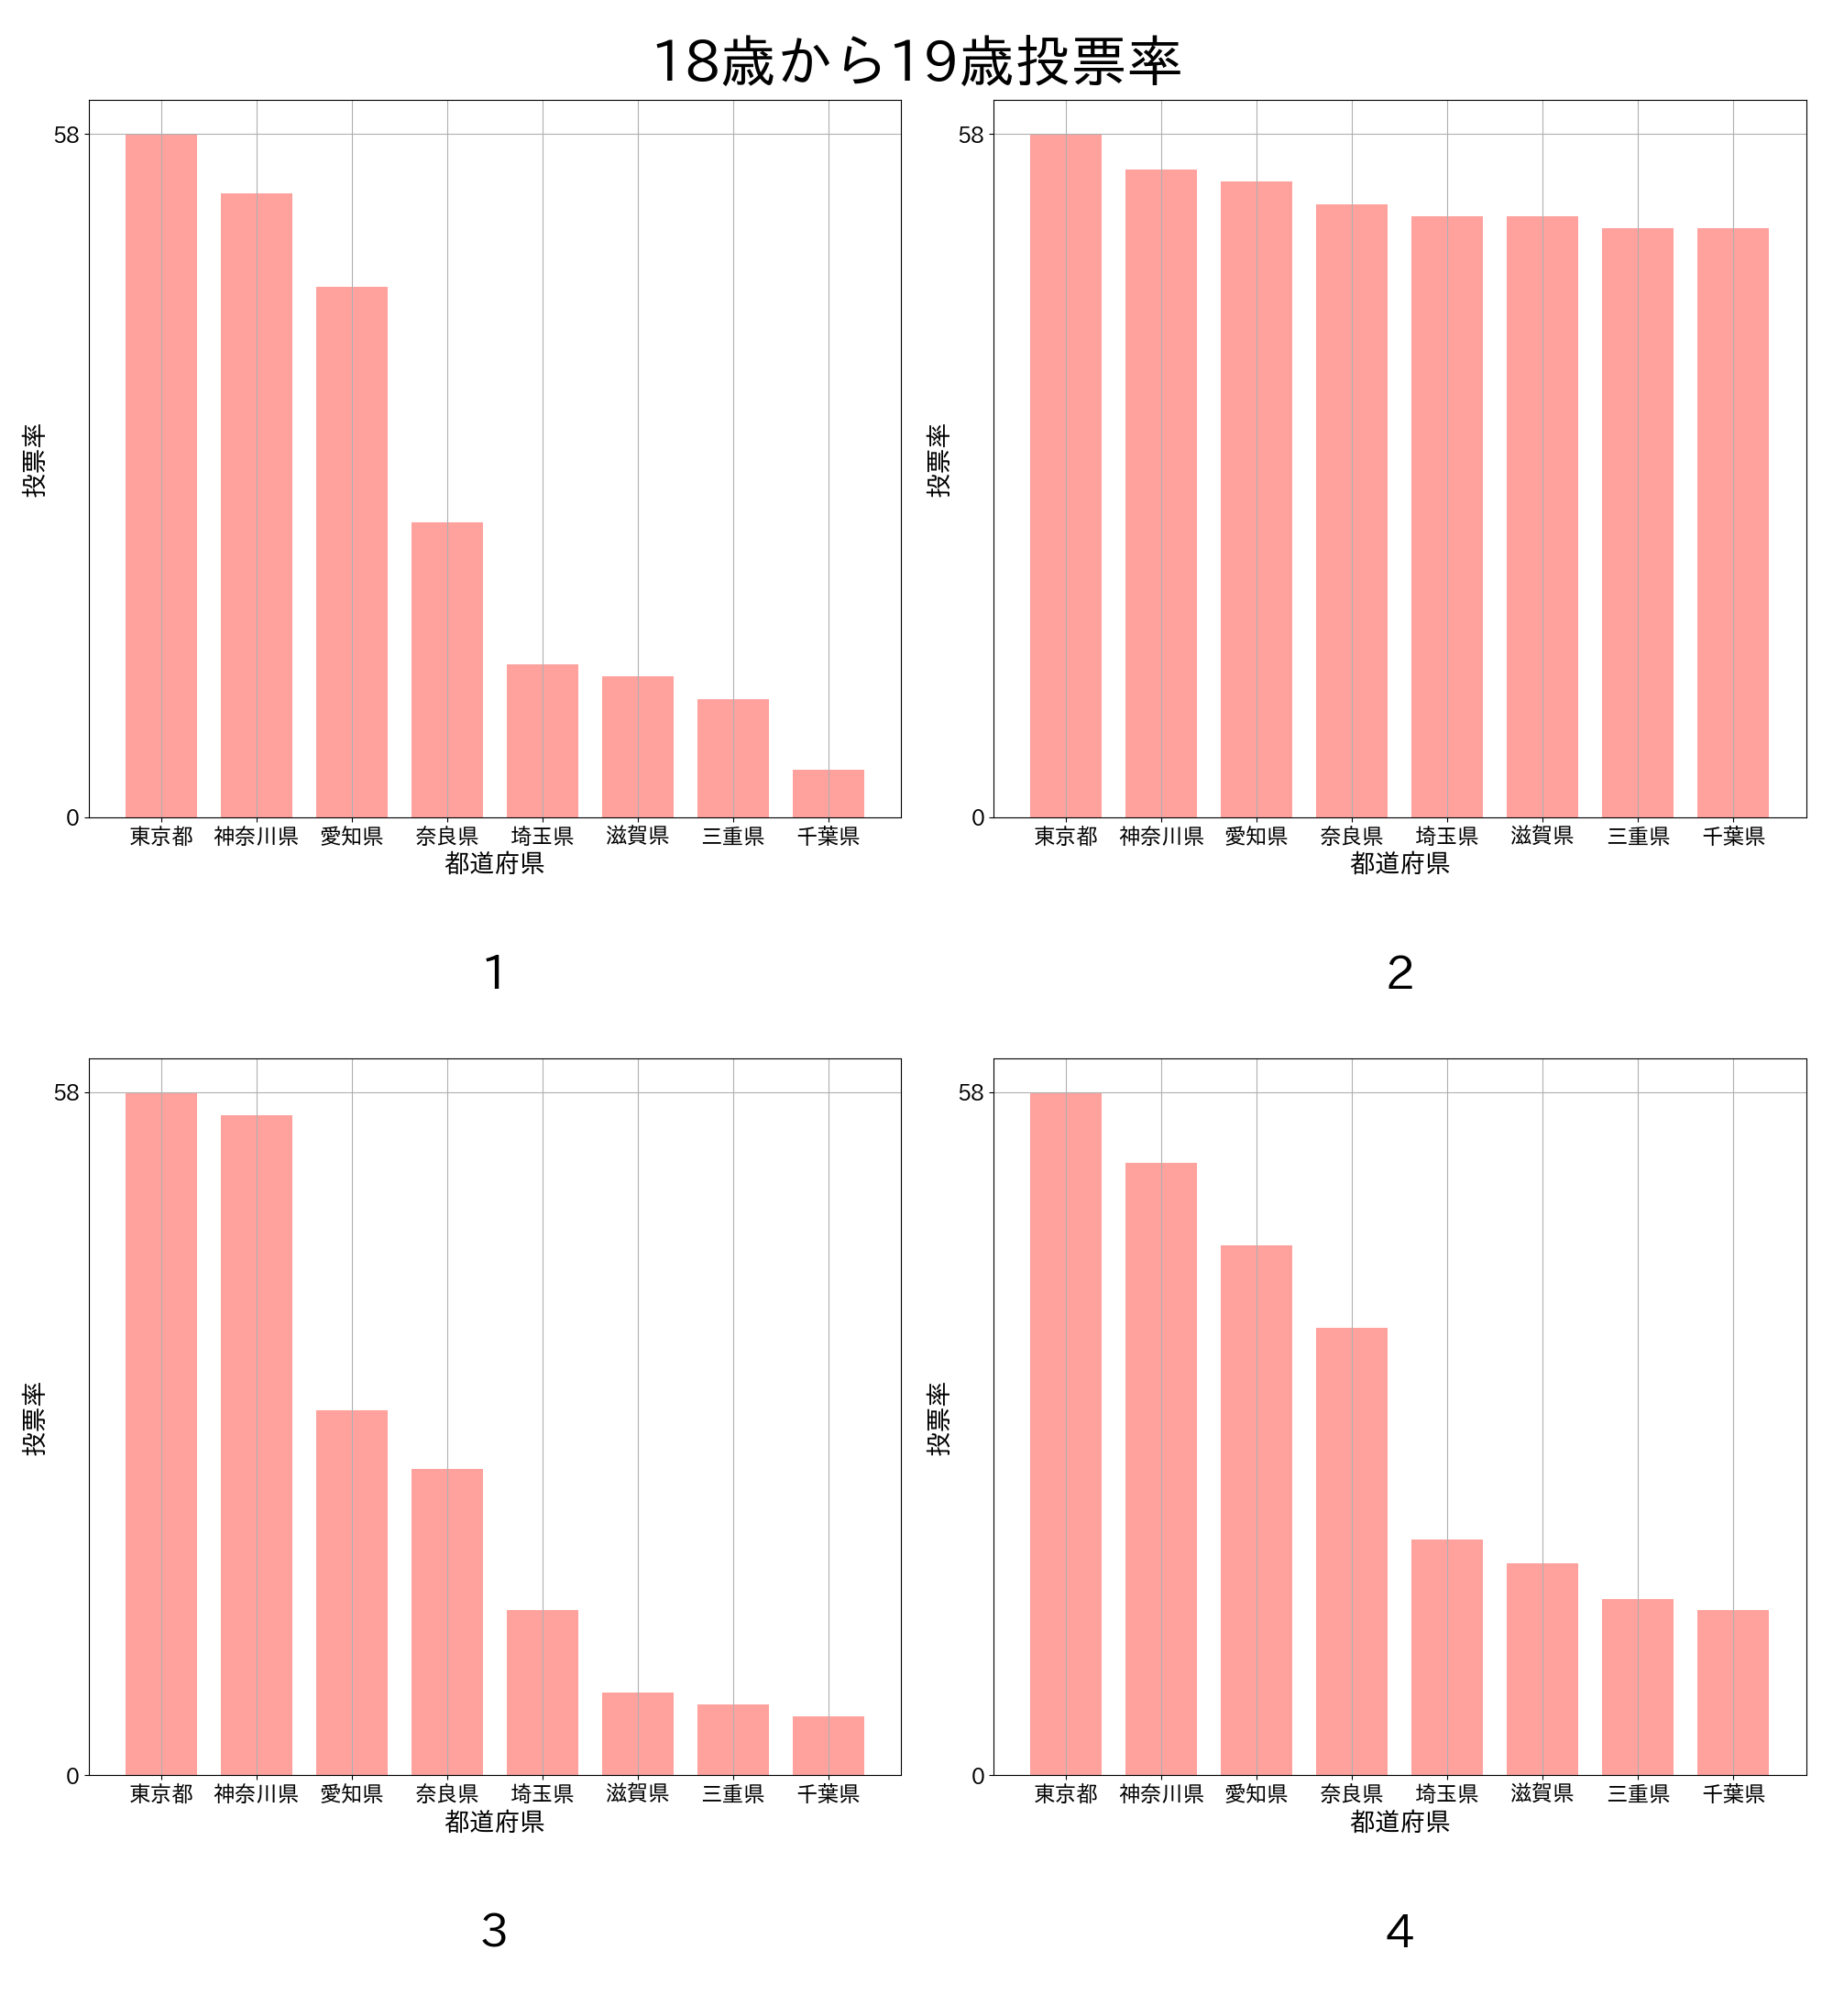 18歳から19歳投票率
58
0
投票率
東京都 神奈川県 愛知県 奈良県 埼玉県 滋賀県 三重県 千葉県
都道府県
1
58
0
投票率
東京都 神奈川県 愛知県 奈良県 埼玉県 滋賀県 三重県 千葉県
都道府県
2
58
0
投票率
東京都 神奈川県 愛知県 奈良県 埼玉県 滋賀県 三重県 千葉県
都道府県
3
58
0
投票率
東京都 神奈川県 愛知県 奈良県 埼玉県 滋賀県 三重県 千葉県
都道府県
4